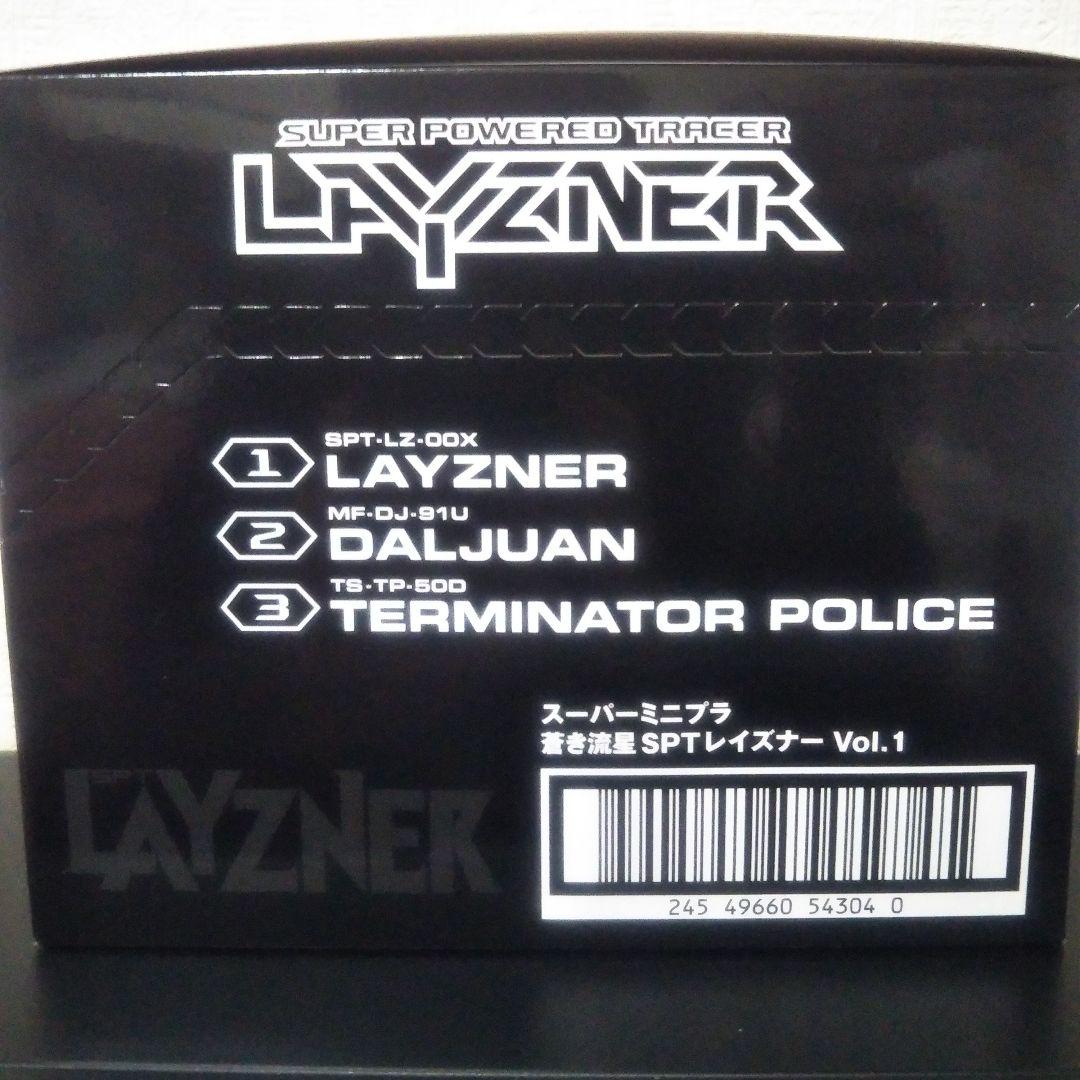 SUPER POWERED TRACER
LAYZNER
1
SPT-LZ-00X
LAYZNER
2
MF-DJ-91U
DALJUAN
3
TS-TP-50D
TERMINATOR POLICE
スーパーミニプラ
蒼き流星SPTレイズナー Vol.1
LAYZNER
245 49660 54304 0